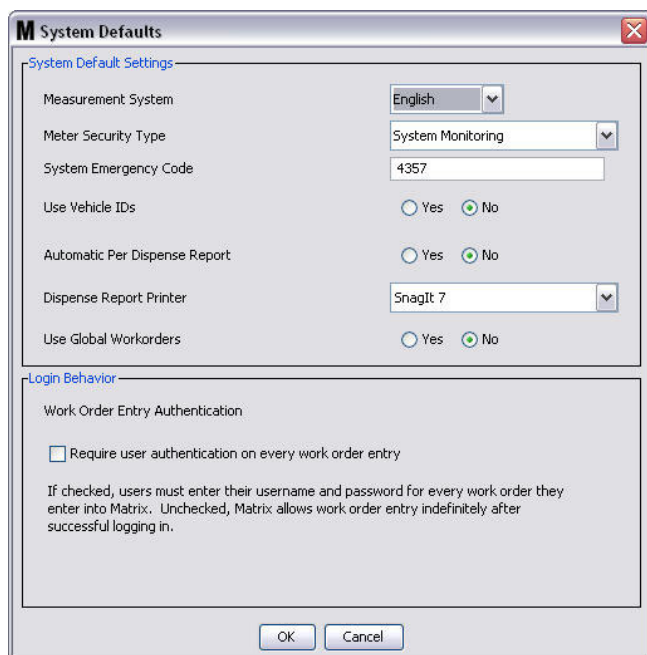 M System Defaults
System Default Settings
Measurement System English
Meter Security Type System Monitoring
System Emergency Code 4357
Use Vehicle IDs Yes No
Automatic Per Dispense Report Yes No
Dispense Report Printer SnagIt 7
Use Global Workorders Yes No
Login Behavior
Work Order Entry Authentication
Require user authentication on every work order entry
If checked, users must enter their username and password for every work order they
enter into Matrix. Unchecked, Matrix allows work order entry indefinitely after
successful logging in.
OK Cancel